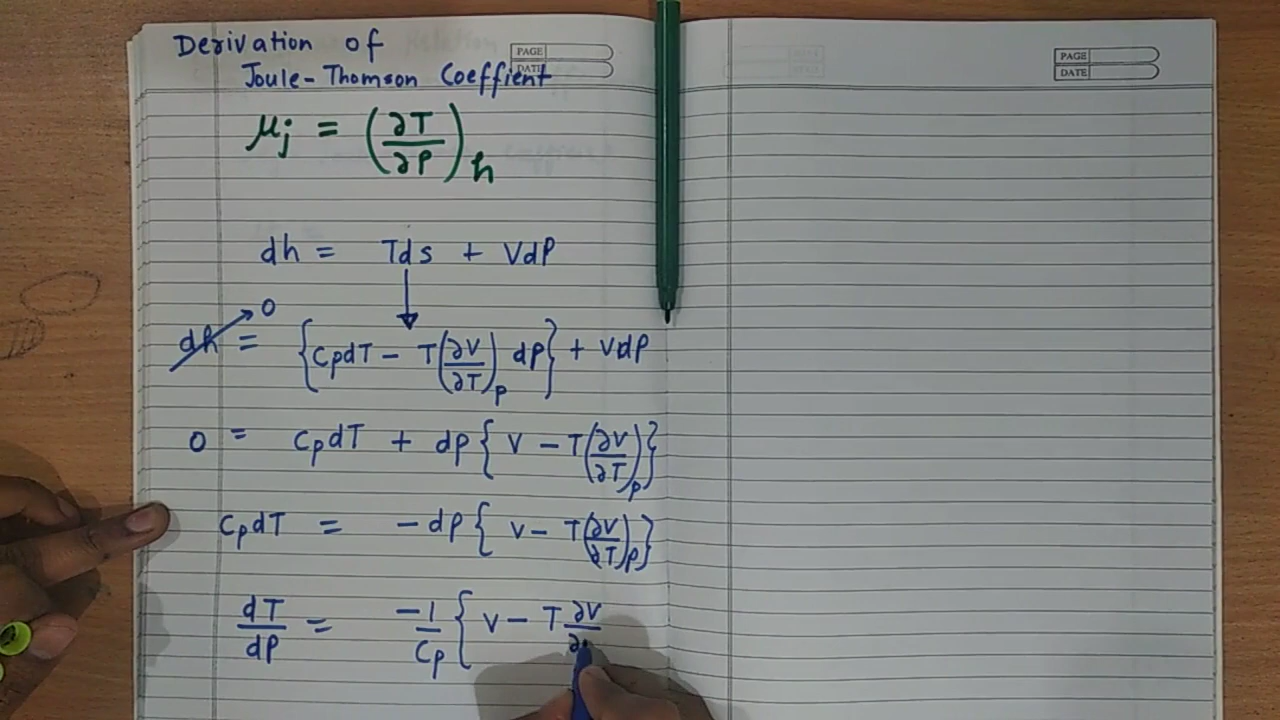 Derivation of
PAGE
DATE
Joule-Thomson Coeffient
μj = (∂T/∂P)h
dh = Tds + VdP
dh → 0 = {CpdT - T(∂V/∂T)p dp} + Vdp
0 = CpdT + dp{V - T(∂V/∂T)p}
CpdT = -dp{V - T(∂V/∂T)p}
dT/dP = -1/Cp {V - T ∂V/∂
PAGE
DATE